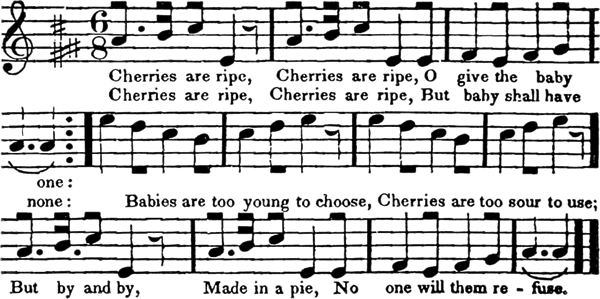 6
8
Cherries are ripe, Cherries are ripe, O give the baby
Cherries are ripe, Cherries are ripe, But baby shall have
one:
none: Babies are too young to choose, Cherries are too sour to use;
But by and by, Made in a pie, No one will them re - fuse.